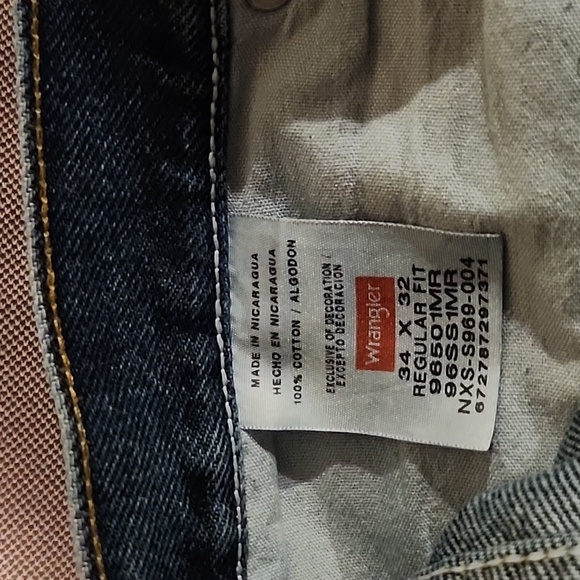 MADE IN NICARAGUA
HECHO EN NICARAGUA
100% COTTON / ALGODON
EXCLUSIVE OF DECORATION /
EXCEPTO DECORACION
Wrangler
34 X 32
REGULAR FIT
96501MR
96SS1MR
NXS-S969-004
672787297371